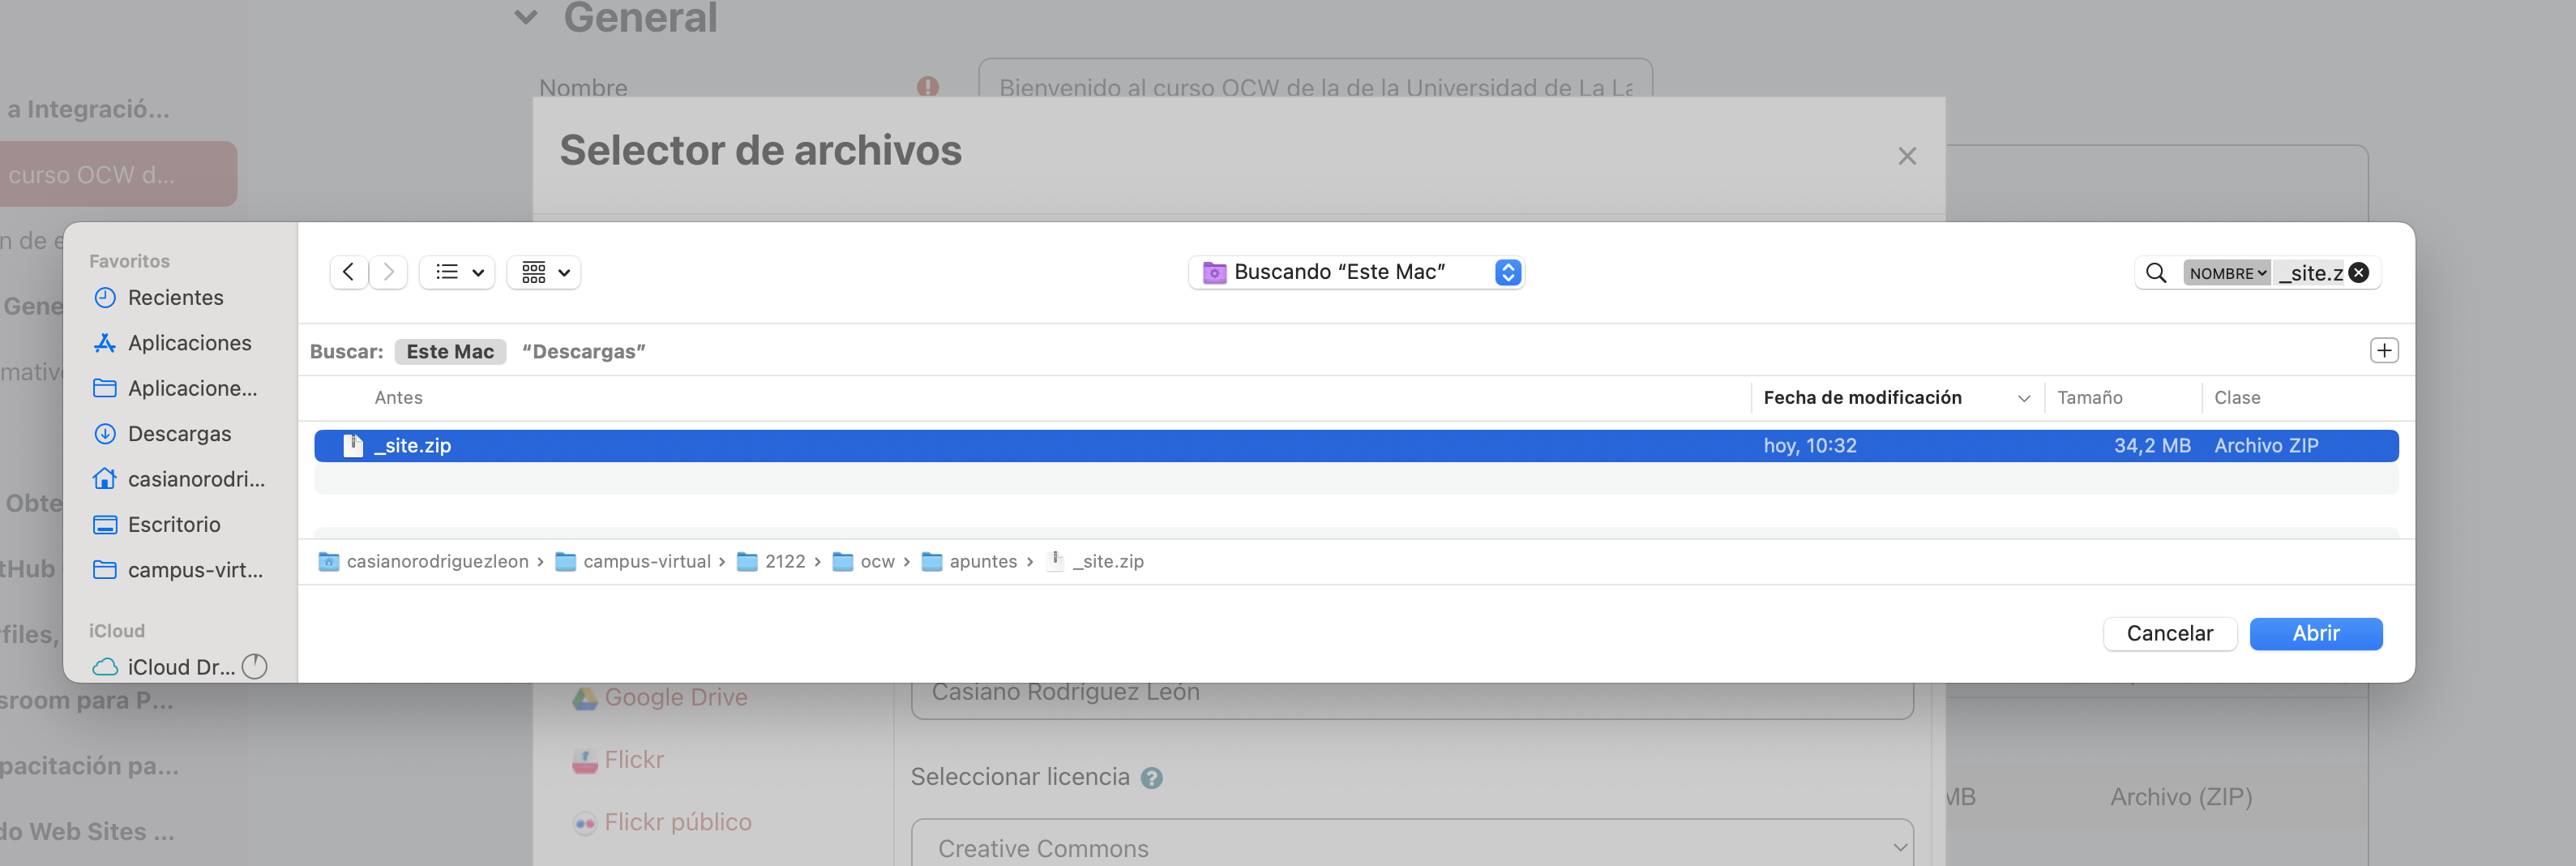 General
Nombre
Bienvenido al curso OCW de la de la Universidad de La La
a Integració...
Selector de archivos
curso OCW d...
n de e
Favoritos
Buscando “Este Mac”
NOMBRE
_site.z
Recientes
Gene
Aplicaciones
Buscar:
Este Mac
“Descargas”
mativ
Aplicacione...
Antes
Fecha de modificación
Tamaño
Clase
Descargas
_site.zip
hoy, 10:32
34,2 MB
Archivo ZIP
casianorodri...
Obte
Escritorio
tHub
campus-virt...
casianorodriguezleon
campus-virtual
2122
ocw
apuntes
_site.zip
rfiles,
iCloud
Cancelar
Abrir
iCloud Dr...
sroom para P...
Google Drive
Casiano Rodriguez León
Flickr
pacitación pa...
Seleccionar licencia
MB
Archivo (ZIP)
Flickr público
do Web Sites ...
Creative Commons